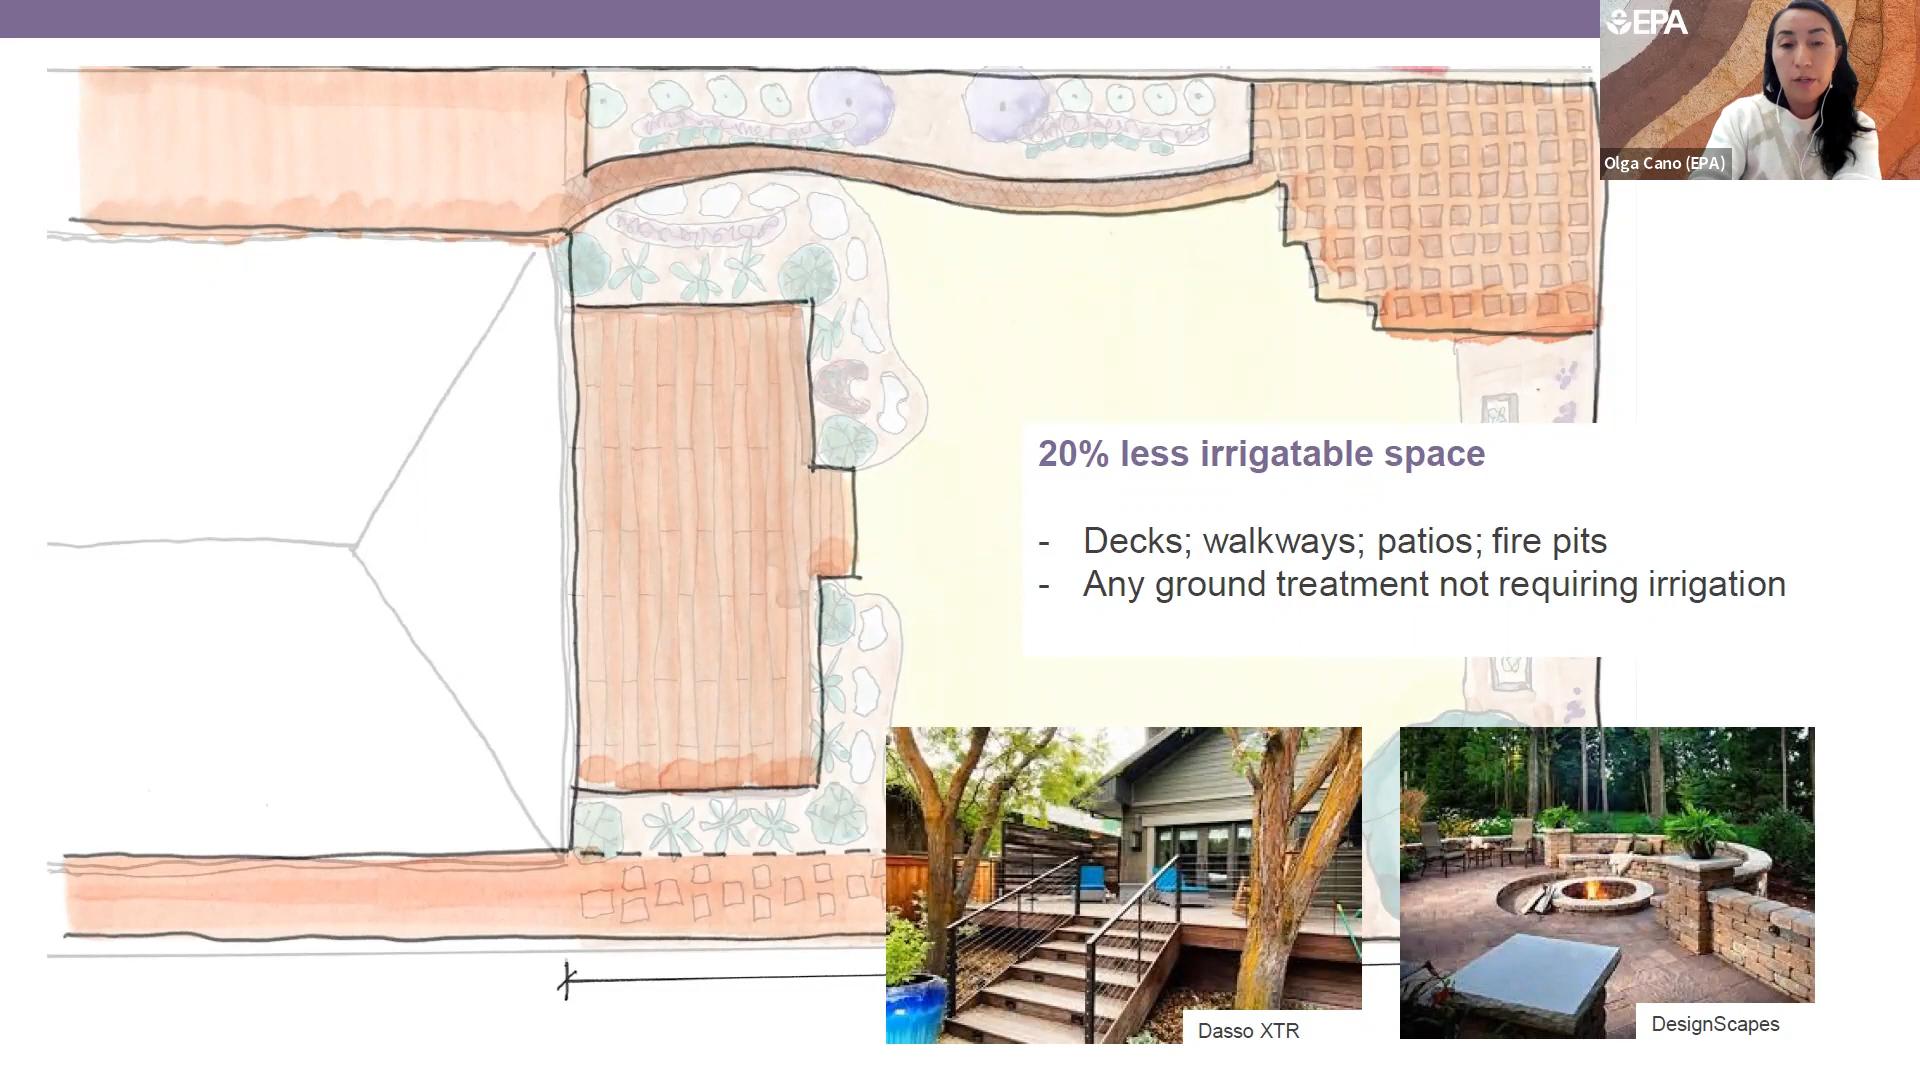 EPA
Olga Cano (EPA)
20% less irrigatable space
- Decks; walkways; patios; fire pits
- Any ground treatment not requiring irrigation
Dasso XTR
DesignScapes